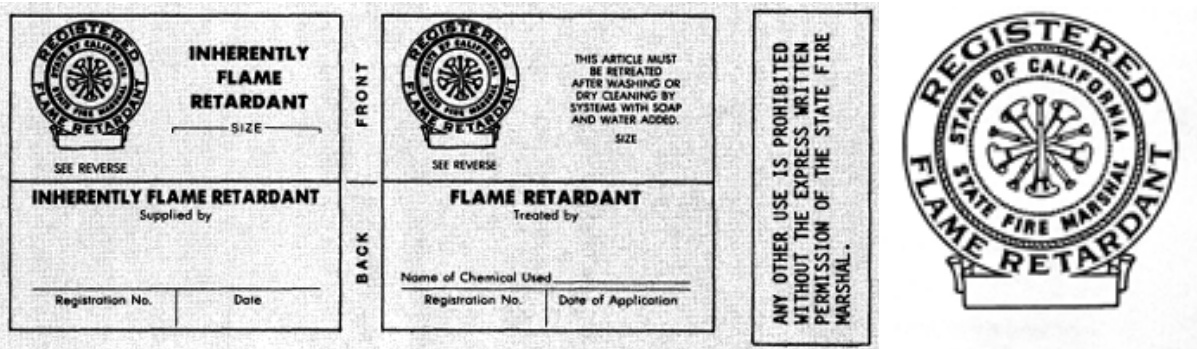 REGISTERED
STATE OF CALIFORNIA
STATE FIRE MARSHAL
FLAME RETARDANT
INHERENTLY
FLAME
RETARDANT
SIZE
SEE REVERSE
INHERENTLY FLAME RETARDANT
Supplied by
Registration No.
Date
FRONT
BACK
REGISTERED
STATE OF CALIFORNIA
STATE FIRE MARSHAL
FLAME RETARDANT
THIS ARTICLE MUST
BE RETREATED
AFTER WASHING OR
DRY CLEANING BY
SYSTEMS WITH SOAP
AND WATER ADDED.
SIZE
SEE REVERSE
FLAME RETARDANT
Treated by
Name of Chemical Used
Registration No.
Date of Application
ANY OTHER USE IS PROHIBITED
WITHOUT THE EXPRESS WRITTEN
PERMISSION OF THE STATE FIRE
MARSHAL.
REGISTERED
STATE OF CALIFORNIA
STATE FIRE MARSHAL
FLAME RETARDANT